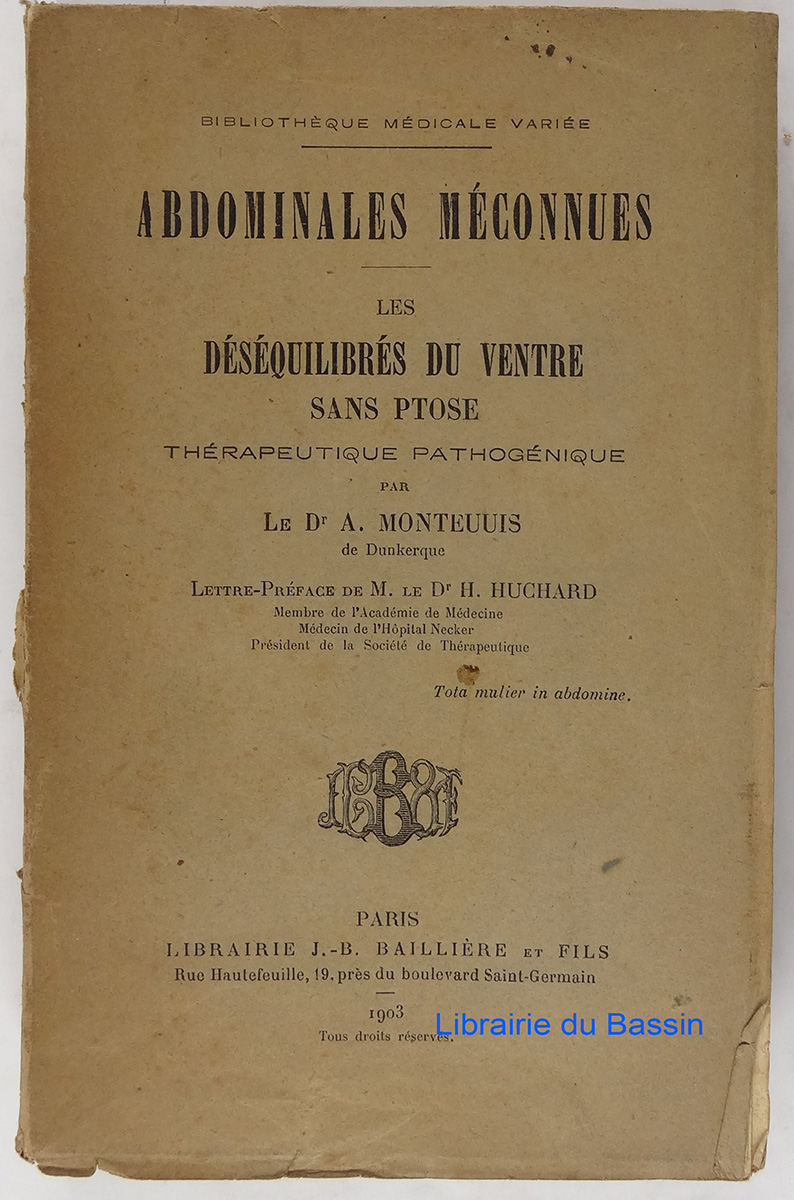 BIBLIOTHÈQUE MÉDICALE VARIÉE
ABDOMINALES MÉCONNUES
LES
DÉSÉQUILIBRÉS DU VENTRE
SANS PTOSE
THÉRAPEUTIQUE PATHOGÉNIQUE
PAR
LE Dr A. MONTEUUIS
de Dunkerque
LETTRE-PRÉFACE DE M. LE Dr H. HUCHARD
Membre de l'Académie de Médecine
Médecin de l'Hôpital Necker
Président de la Société de Thérapeutique
Tota mulier in abdomine.
PARIS
LIBRAIRIE J.-B. BAILLIÈRE ET FILS
Rue Hautefeuille, 19, près du boulevard Saint-Germain
1903
Librairie du Bassin
Tous droits réservés.